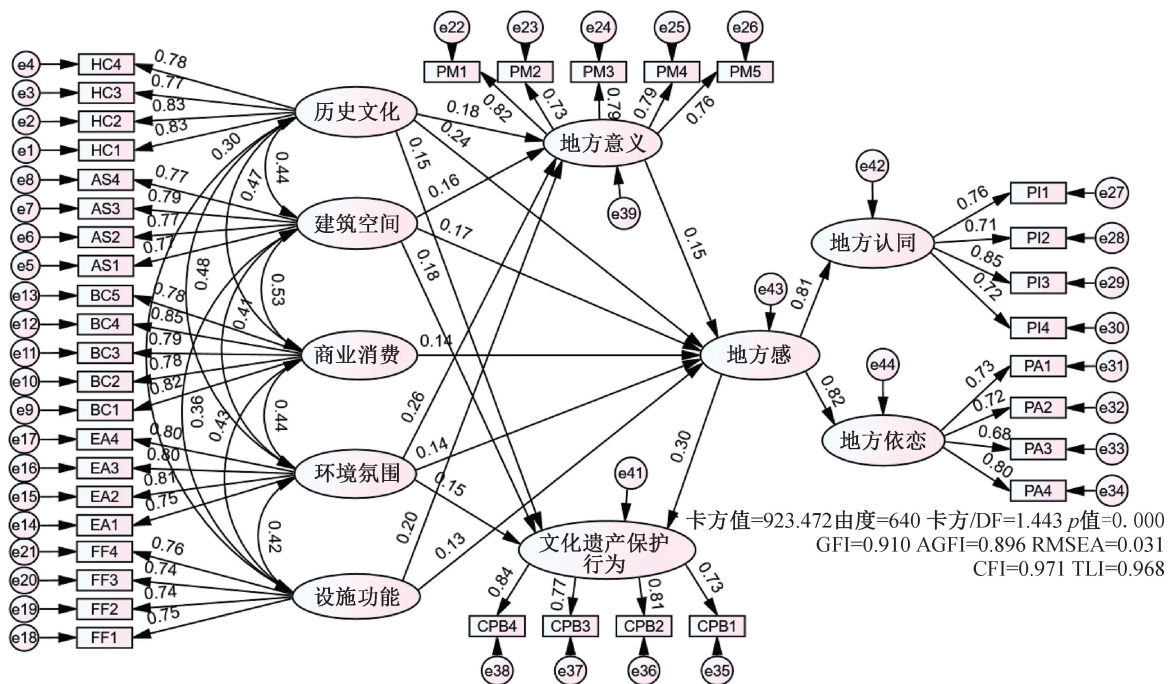 e22
e23
e24
e25
e26
PM1
PM2
PM3
PM4
PM5
0.82
0.73
0.79
0.79
0.76
e4
HC4
0.78
e3
HC3
0.77
e2
HC2
0.83
e1
HC1
0.83
e8
AS4
0.77
e7
AS3
0.79
e6
AS2
0.77
e5
AS1
0.77
e13
BC5
0.78
e12
BC4
0.85
e11
BC3
0.79
e10
BC2
0.78
e9
BC1
0.82
e17
EA4
0.80
e16
EA3
0.80
e15
EA2
0.81
e14
EA1
0.75
e21
FF4
0.76
e20
FF3
0.74
e19
FF2
0.74
e18
FF1
0.75
0.30
0.47
0.44
0.48
0.41
0.53
0.36
0.43
0.44
0.42
历史文化
建筑空间
商业消费
环境氛围
设施功能
0.18
0.24
0.15
0.16
0.17
0.18
0.14
0.26
0.14
0.15
0.20
0.13
地方意义
e39
0.15
e43
地方感
0.81
0.82
0.30
e42
地方认同
0.76
PI1
e27
0.71
PI2
e28
0.85
PI3
e29
0.72
PI4
e30
e44
地方依恋
0.73
PA1
e31
0.72
PA2
e32
0.68
PA3
e33
0.80
PA4
e34
e41
文化遗产保护
行为
0.84
0.77
0.81
0.73
CPB4
CPB3
CPB2
CPB1
e38
e37
e36
e35
卡方值=923.472由度=640 卡方/DF=1.443 p值=0. 000
GFI=0.910 AGFI=0.896 RMSEA=0.031
CFI=0.971 TLI=0.968